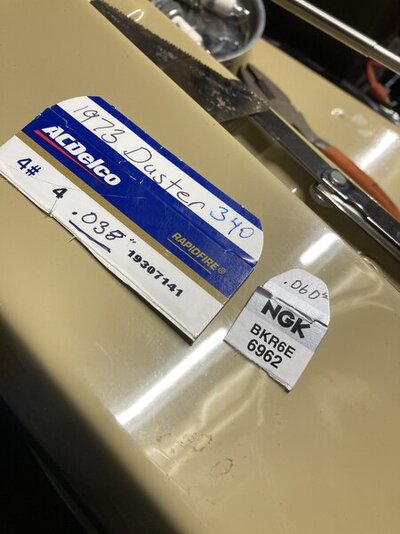 1973 Duster 340
ACDelco
4# 4
.038"
RAPIDFIRE®
19307141
.060"
NGK
BKR6E
6962